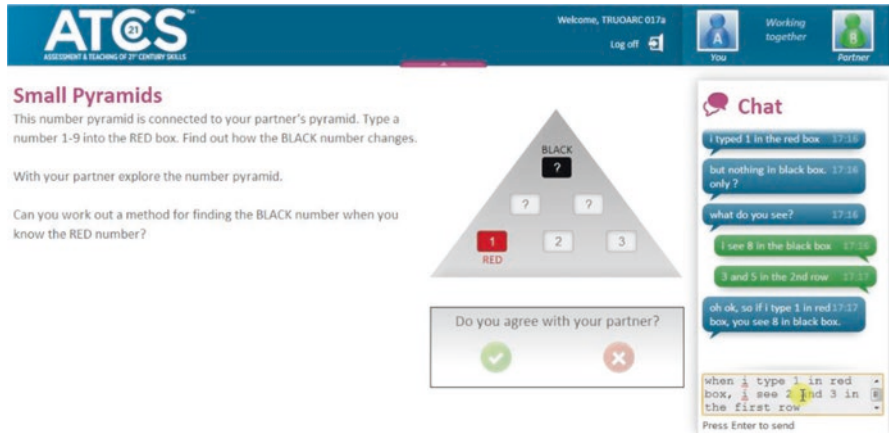 ATCS
21
™
ASSESSMENT & TEACHING OF 21ST CENTURY SKILLS
Welcome, TRUOARC 017a
Log off
A
You
Working
together
B
Partner
Small Pyramids
This number pyramid is connected to your partner's pyramid. Type a
number 1-9 into the RED box. Find out how the BLACK number changes.
With your partner explore the number pyramid.
Can you work out a method for finding the BLACK number when you
know the RED number?
BLACK
?
? ?
1 2 3
RED
Do you agree with your partner?
Chat
i typed 1 in the red box 17:16
but nothing in black box. 17:16
only ?
what do you see? 17:16
i see 8 in the black box 17:16
3 and 5 in the 2nd row 17:17
oh ok, so if i type 1 in red 17:17
box, you see 8 in black box.
when i type 1 in red
box, i see 2 and 3 in
the first row
Press Enter to send